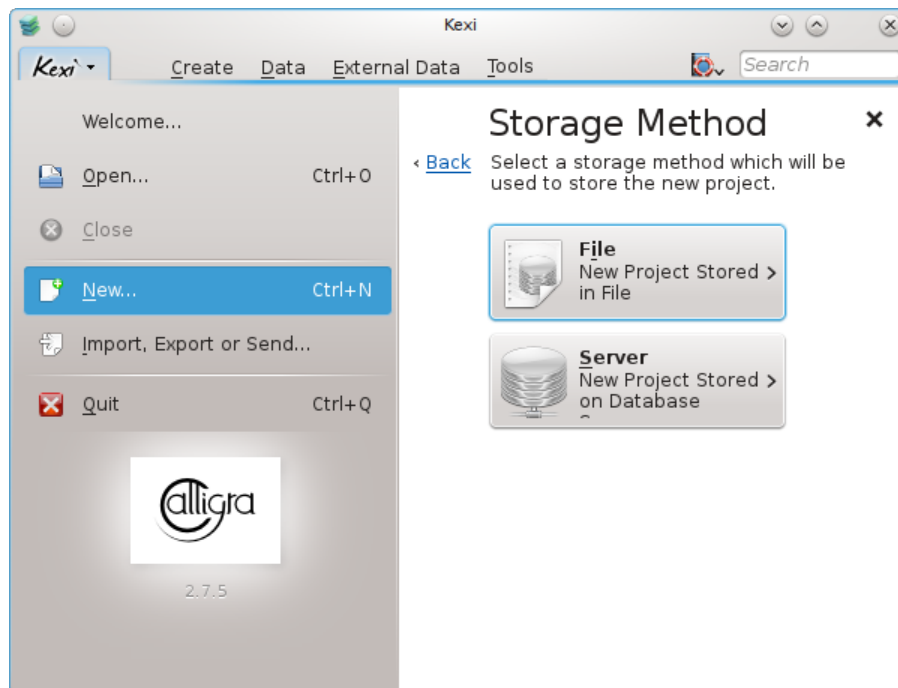 Kexi
Kexi
Create Data External Data Tools
Search
Welcome...
Open... Ctrl+O
Close
New... Ctrl+N
Import, Export or Send...
Quit Ctrl+Q
Calligra
2.7.5
Storage Method
‹ Back
Select a storage method which will be
used to store the new project.
File
New Project Stored
in File
Server
New Project Stored
on Database